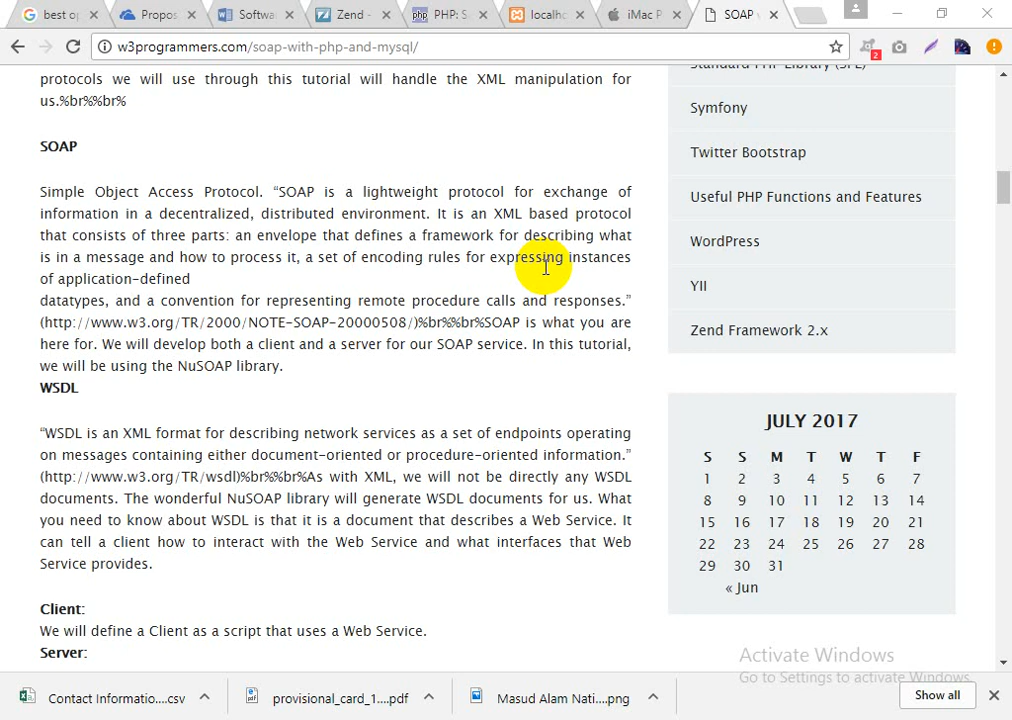 best o
Propos
Softwa
Zend -
php
PHP: S
localh
iMac P
SOAP
w3programmers.com/soap-with-php-and-mysql/
2
protocols we will use through this tutorial will handle the XML manipulation for
us.%br%%br%
SOAP
Simple Object Access Protocol. “SOAP is a lightweight protocol for exchange of
information in a decentralized, distributed environment. It is an XML based protocol
that consists of three parts: an envelope that defines a framework for describing what
is in a message and how to process it, a set of encoding rules for expressing instances
of application-defined
datatypes, and a convention for representing remote procedure calls and responses.”
(http://www.w3.org/TR/2000/NOTE-SOAP-20000508/)%br%%br%SOAP is what you are
here for. We will develop both a client and a server for our SOAP service. In this tutorial,
we will be using the NuSOAP library.
WSDL
“WSDL is an XML format for describing network services as a set of endpoints operating
on messages containing either document-oriented or procedure-oriented information.”
(http://www.w3.org/TR/wsdl)%br%%br%As with XML, we will not be directly any WSDL
documents. The wonderful NuSOAP library will generate WSDL documents for us. What
you need to know about WSDL is that it is a document that describes a Web Service. It
can tell a client how to interact with the Web Service and what interfaces that Web
Service provides.
Client:
We will define a Client as a script that uses a Web Service.
Server:
Standard PHP Library (SPL)
Symfony
Twitter Bootstrap
Useful PHP Functions and Features
WordPress
YII
Zend Framework 2.x
JULY 2017
S S M T W T F
1 2 3 4 5 6 7
8 9 10 11 12 13 14
15 16 17 18 19 20 21
22 23 24 25 26 27 28
29 30 31
« Jun
Activate Windows
Go to Settings to activate Windows.
Contact Informatio....csv
provisional_card_1....pdf
Masud Alam Nati....png
Show all